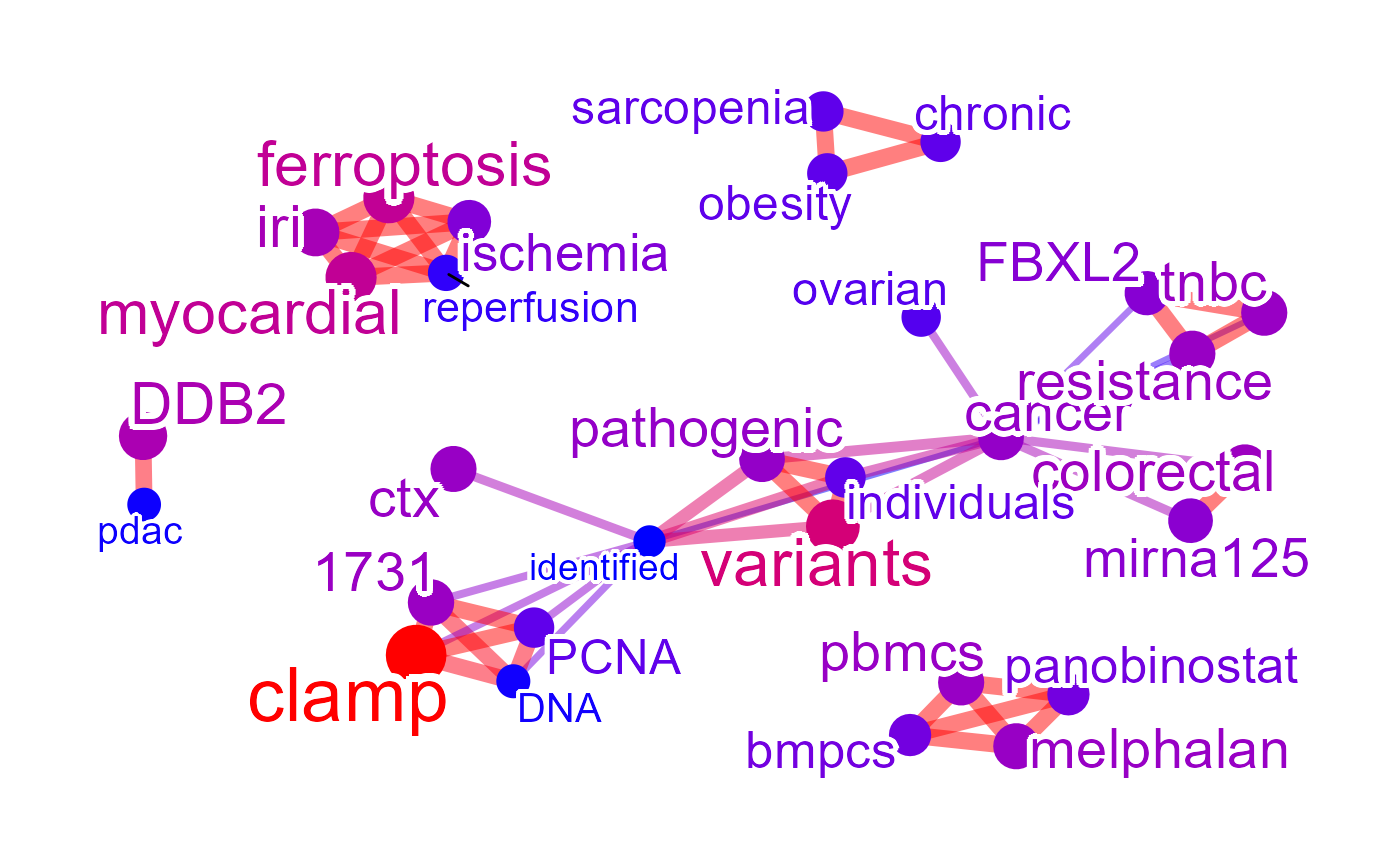 sarcopenia
chronic
ferroptosis
obesity
iri
ischemia
FBXL2
tnbc
reperfusion
ovarian
myocardial
resistance
DDB2
cancer
pathogenic
colorectal
ctx
individuals
pdac
mirna125
identified
variants
1731
PCNA
pbmcs
panobinostat
clamp
DNA
bmpcs
melphalan